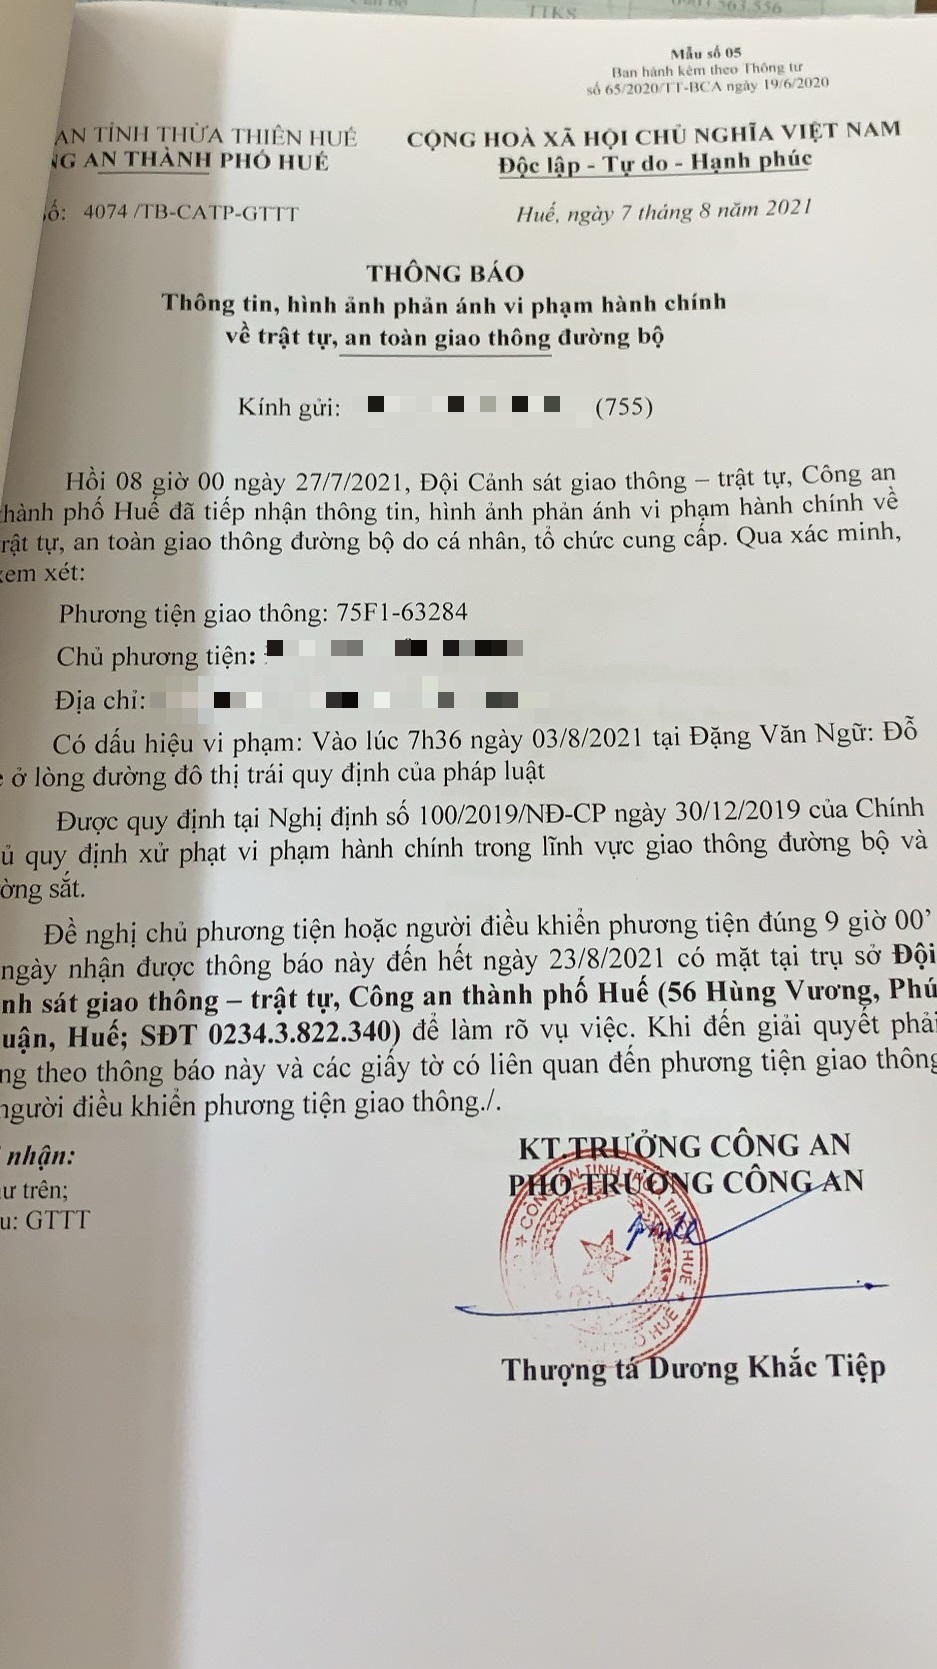 TTKS
Mẫu số 05
Ban hành kèm theo Thông tư
số 65/2020/TT-BCA ngày 19/6/2020
AN TỈNH THỪA THIÊN HUẾ
NG AN THÀNH PHỐ HUẾ
CỘNG HOÀ XÃ HỘI CHỦ NGHĨA VIỆT NAM
Độc lập - Tự do - Hạnh phúc
ố: 4074 /TB-CATP-GTTT
Huế, ngày 7 tháng 8 năm 2021
THÔNG BÁO
Thông tin, hình ảnh phản ánh vi phạm hành chính
về trật tự, an toàn giao thông đường bộ
Kính gửi: (755)
Hồi 08 giờ 00 ngày 27/7/2021, Đội Cảnh sát giao thông – trật tự, Công an
hành phố Huế đã tiếp nhận thông tin, hình ảnh phản ánh vi phạm hành chính về
rật tự, an toàn giao thông đường bộ do cá nhân, tổ chức cung cấp. Qua xác minh,
xem xét:
Phương tiện giao thông: 75F1-63284
Chủ phương tiện:
Địa chỉ:
Có dấu hiệu vi phạm: Vào lúc 7h36 ngày 03/8/2021 tại Đặng Văn Ngữ: Đỗ
e ở lòng đường đô thị trái quy định của pháp luật
Được quy định tại Nghị định số 100/2019/NĐ-CP ngày 30/12/2019 của Chính
ủ quy định xử phạt vi phạm hành chính trong lĩnh vực giao thông đường bộ và
ờng sắt.
Đề nghị chủ phương tiện hoặc người điều khiển phương tiện đúng 9 giờ 00’
ngày nhận được thông báo này đến hết ngày 23/8/2021 có mặt tại trụ sở Đội
nh sát giao thông – trật tự, Công an thành phố Huế (56 Hùng Vương, Phú
uận, Huế; SĐT 0234.3.822.340) để làm rõ vụ việc. Khi đến giải quyết phải
ng theo thông báo này và các giấy tờ có liên quan đến phương tiện giao thông
người điều khiển phương tiện giao thông./.
nhận:
ư trên;
u: GTTT
KT.TRƯỞNG CÔNG AN
PHÓ TRƯỞNG CÔNG AN
CÔNG AN TỈNH THỪA THIÊN HUẾ
Thượng tá Dương Khắc Tiệp